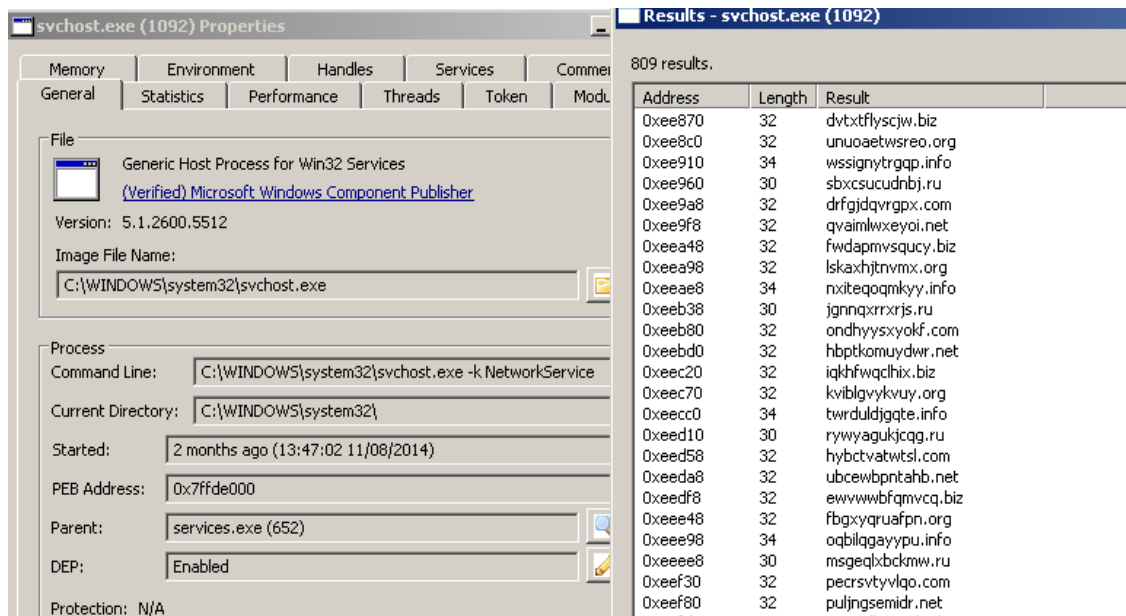 svchost.exe (1092) Properties
Memory Environment Handles Services Commer
General Statistics Performance Threads Token Modu
File
Generic Host Process for Win32 Services
(Verified) Microsoft Windows Component Publisher
Version: 5.1.2600.5512
Image File Name:
C:\WINDOWS\system32\svchost.exe
Process
Command Line: C:\WINDOWS\system32\svchost.exe -k NetworkService
Current Directory: C:\WINDOWS\system32\
Started: 2 months ago (13:47:02 11/08/2014)
PEB Address: 0x7ffde000
Parent: services.exe (652)
DEP: Enabled
Protection: N/A
Results - svchost.exe (1092)
809 results.
Address Length Result
0xee870 32 dvtxtflyscjw.biz
0xee8c0 32 unuoaetwsreo.org
0xee910 34 wssignytrgqp.info
0xee960 30 sbxcsucudnbj.ru
0xee9a8 32 drfgjdqvrgpx.com
0xee9f8 32 qvaimlwxeyoi.net
0xeea48 32 fwdapmvsqucy.biz
0xeea98 32 lskaxhjtnvmx.org
0xeeae8 34 nxiteqoqmkyy.info
0xeeb38 30 jgnnqxrrxrjs.ru
0xeeb80 32 ondhyysxyokf.com
0xeebd0 32 hbptkomuydwr.net
0xeec20 32 iqkhfwqclhix.biz
0xeec70 32 kviblgvykvuy.org
0xeecc0 34 twrduldjgqte.info
0xeed10 30 rywyagukjcqg.ru
0xeed58 32 hybctvatwtsl.com
0xeeda8 32 ubcewbpntahb.net
0xeedf8 32 ewvwwbfqmvcq.biz
0xeee48 32 fbgxyqruafpn.org
0xeee98 34 oqbilqgayypu.info
0xeeee8 30 msgeqlxbckmw.ru
0xeef30 32 pecrsvtyvlqo.com
0xeef80 32 puljngsemidr.net